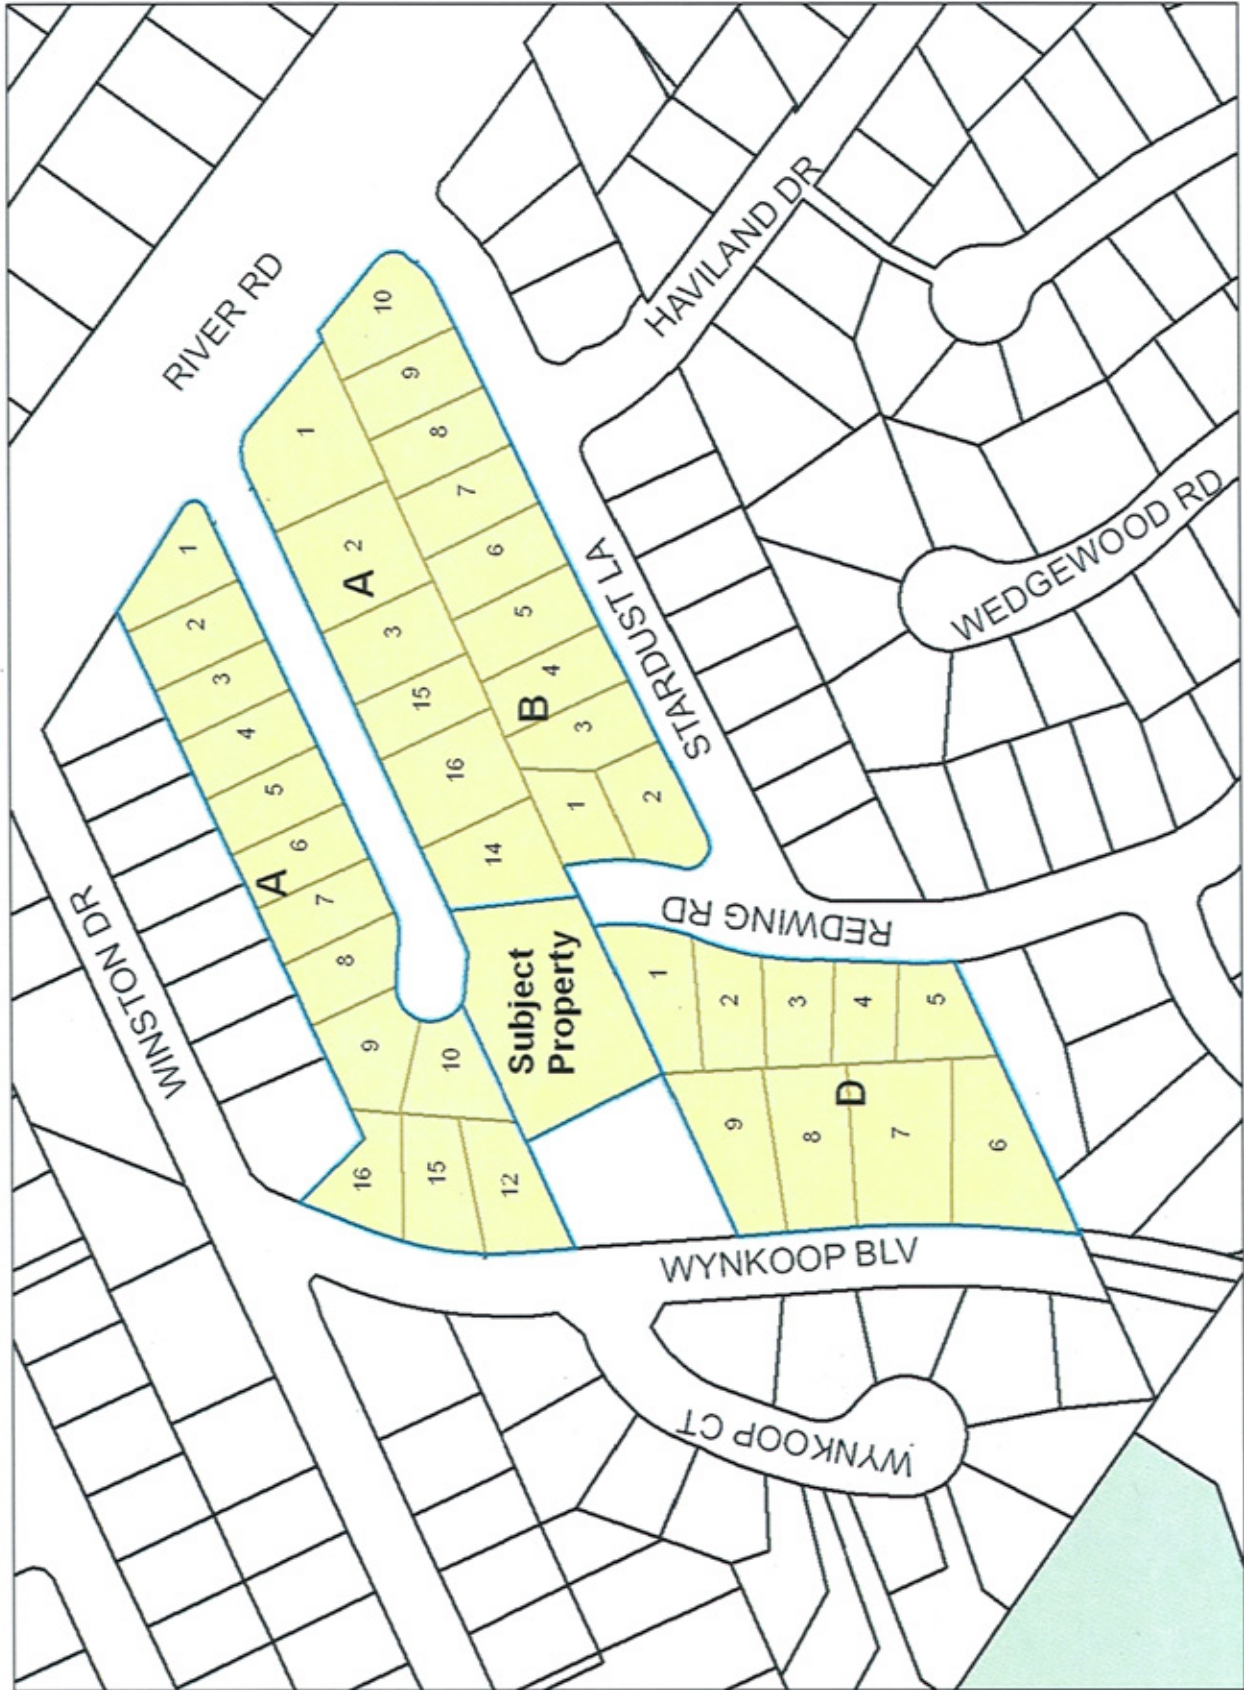 RIVER RD
HAVILAND DR
10
9
8
7
6
5
4
3
2
1
B
1
2
A
3
15
16
14
STARDUST LA
WEDGEWOOD RD
1
2
3
4
5
6
7
8
9
10
A
16
15
12
WINSTON DR
Subject
Property
REDWING RD
1
2
3
4
5
D
9
8
7
6
WYNKOOP BLV
WYNKOOP CT